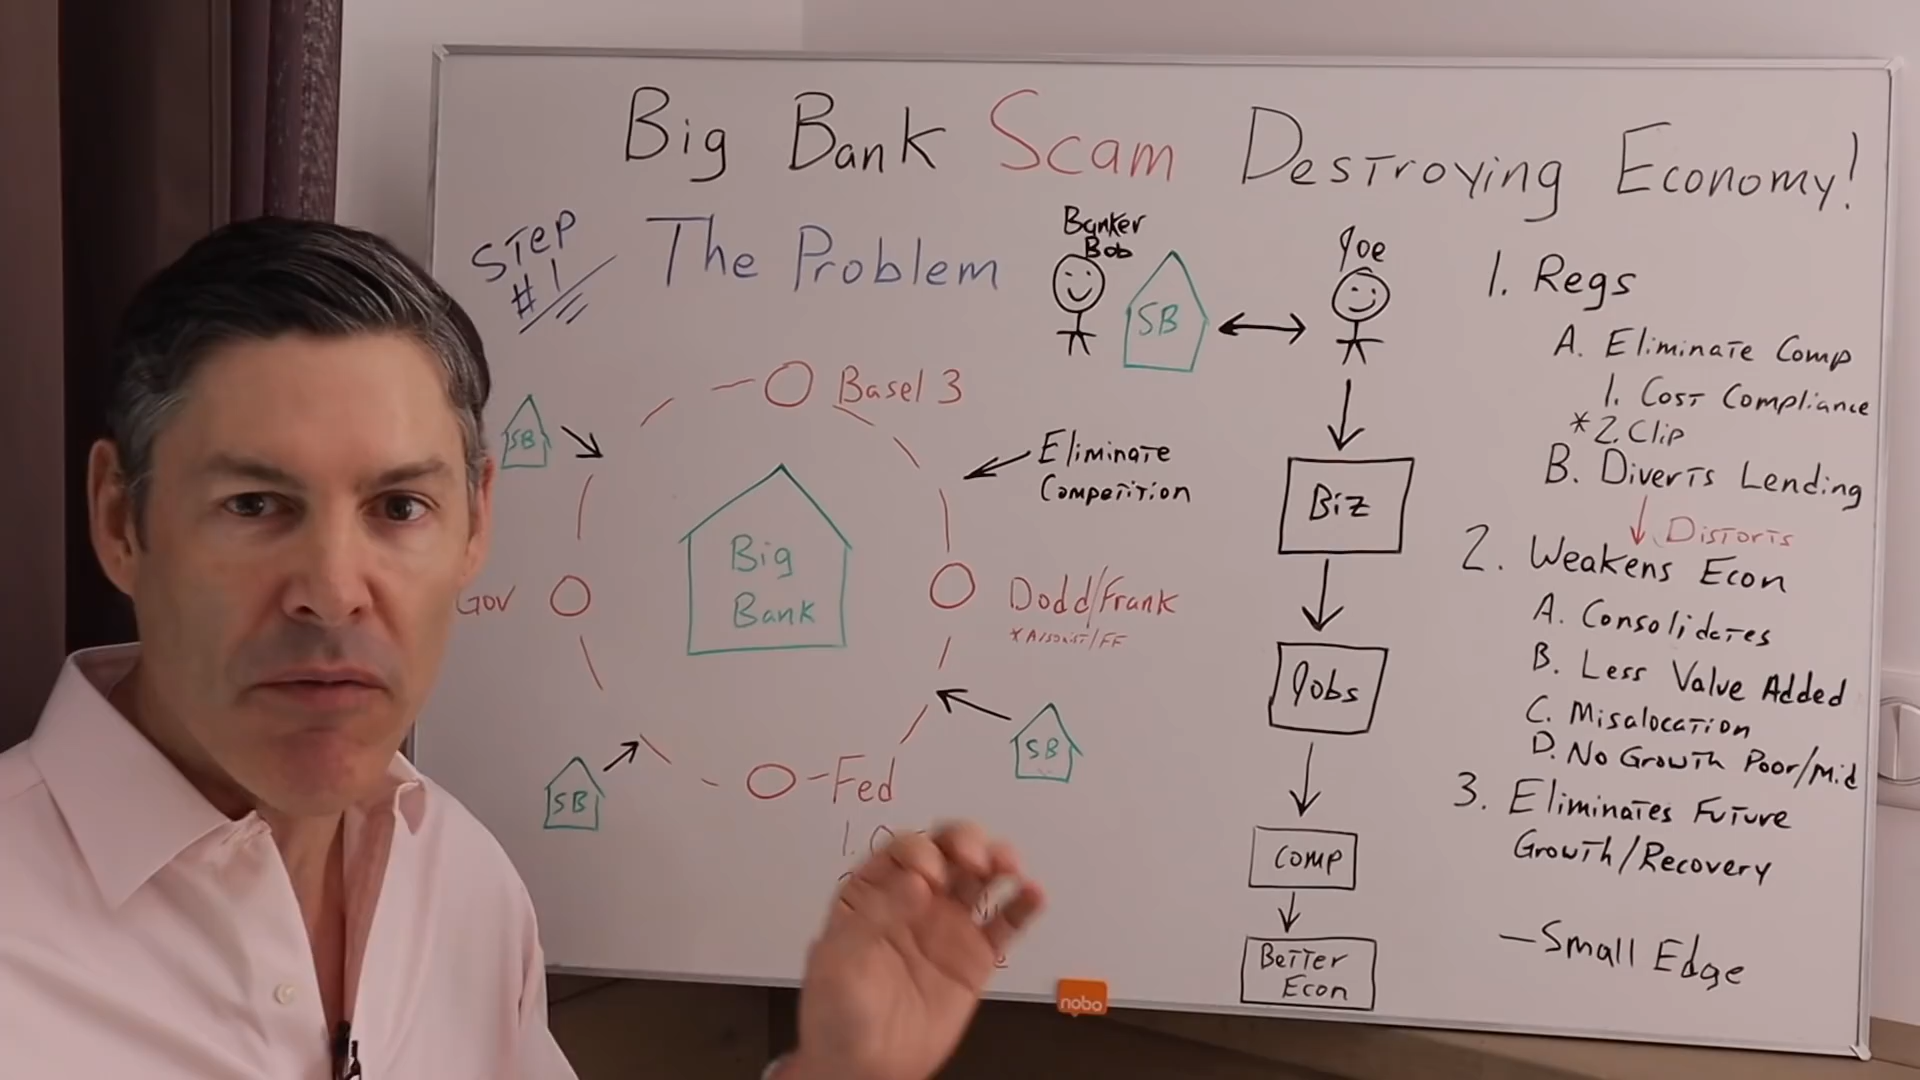 Big Bank Scam Destroying Economy!
STEP
#1
The Problem
Banker
Bob
SB
Joe
Basel 3
SB
Eliminate
Competition
Big
Bank
Gov
Dodd/Frank
Fed
1.
SB
SB
Biz
Jobs
Comp
Better
Econ
1. Regs
A. Eliminate Comp
1. Cost Compliance
*2. Clip
B. Diverts Lending
Distorts
2. Weakens Econ
A. Consolidates
B. Less Value Added
C. Misalocation
D. No Growth Poor/Mid
3. Eliminates Future
Growth/Recovery
— Small Edge
nobo